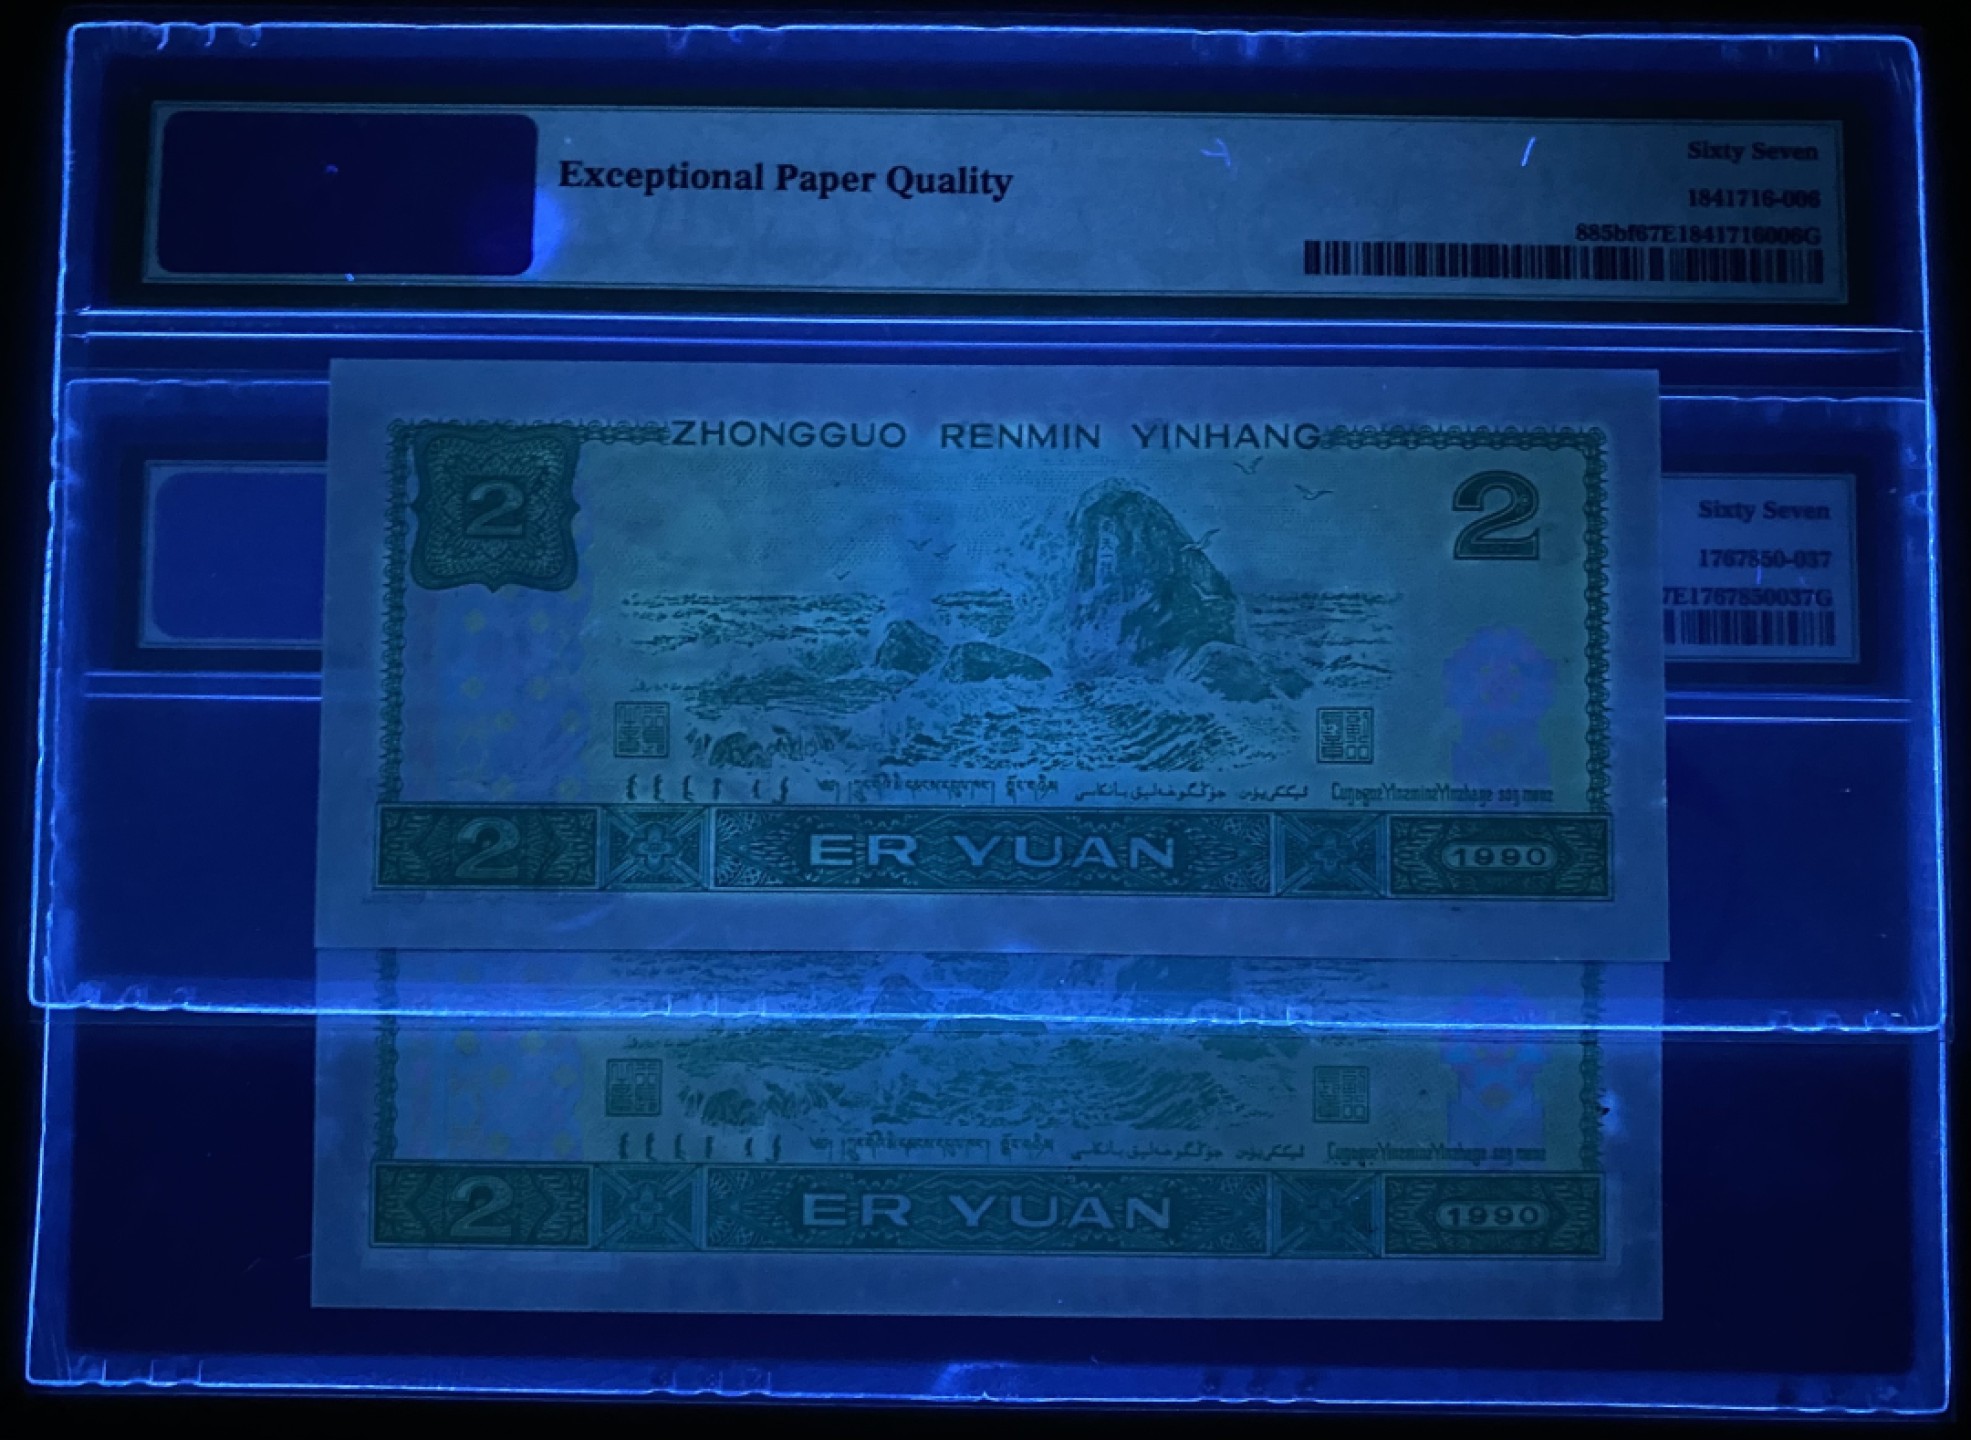 Exceptional Paper Quality
Sixty Seven
1841716-006
885bf67E1841716006G
ZHONGGUO RENMIN YINHANG
2
2
Sixty Seven
1767850-037
7E1767850037G
2
ER YUAN
1990
2
ER YUAN
1990